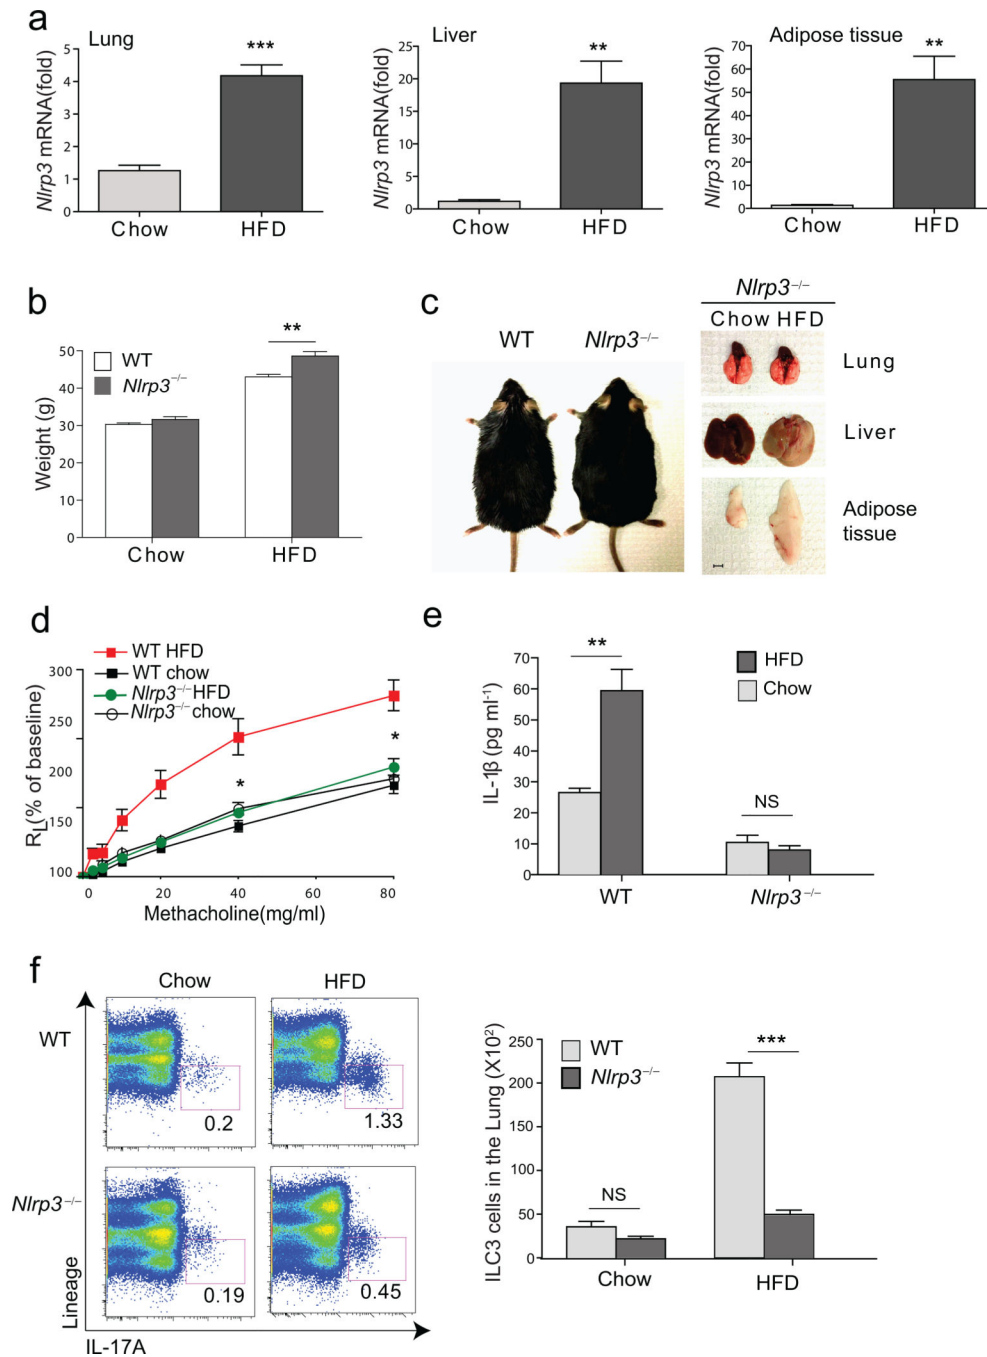 a
Lung
***
Nlrp3 mRNA(fold)
5
4
3
2
1
0
Chow
HFD
Liver
**
Nlrp3 mRNA(fold)
25
20
15
10
5
0
Chow
HFD
Adipose tissue
**
Nlrp3 mRNA(fold)
70
60
50
40
30
20
10
0
Chow
HFD
b
**
WT
Nlrp3⁻/⁻
Weight (g)
50
40
30
20
10
0
Chow
HFD
c
WT
Nlrp3⁻/⁻
Nlrp3⁻/⁻
Chow HFD
Lung
Liver
Adipose
tissue
d
WT HFD
WT chow
Nlrp3⁻/⁻HFD
Nlrp3⁻/⁻ chow
RL(% of baseline)
300
200
150
100
*
*
0
20
40
60
80
Methacholine(mg/ml)
e
**
HFD
Chow
IL-1β (pg ml⁻¹)
70
60
50
40
30
20
10
0
NS
WT
Nlrp3⁻/⁻
f
Chow
HFD
WT
0.2
1.33
Nlrp3⁻/⁻
0.19
0.45
Lineage
IL-17A
WT
Nlrp3⁻/⁻
***
ILC3 cells in the Lung (X10²)
250
200
150
100
50
0
NS
Chow
HFD